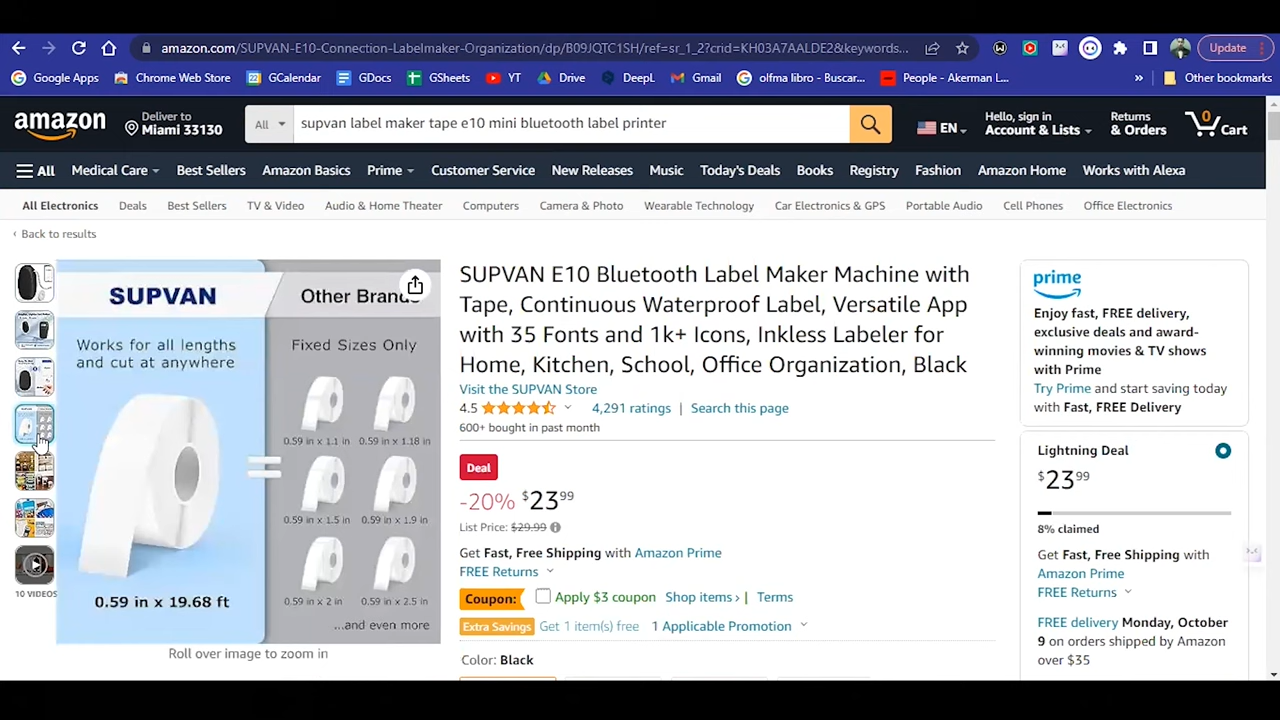 amazon.com/SUPVAN-E10-Connection-Labelmaker-Organization/dp/B09JQTC1SH/ref=sr_1_2?crid=KH03A7AALDE2&keywords...
Update
Google Apps
Chrome Web Store
GCalendar
GDocs
GSheets
YT
Drive
DeepL
Gmail
olfma libro - Buscar...
People - Akerman L...
»
Other bookmarks
amazon
Deliver to
Miami 33130
All
supvan label maker tape e10 mini bluetooth label printer
EN
Hello, sign in
Account & Lists
Returns
& Orders
0
Cart
All
Medical Care
Best Sellers
Amazon Basics
Prime
Customer Service
New Releases
Music
Today's Deals
Books
Registry
Fashion
Amazon Home
Works with Alexa
All Electronics
Deals
Best Sellers
TV & Video
Audio & Home Theater
Computers
Camera & Photo
Wearable Technology
Car Electronics & GPS
Portable Audio
Cell Phones
Office Electronics
‹ Back to results
10 VIDEOS
SUPVAN
Works for all lengths
and cut at anywhere
0.59 in x 19.68 ft
Other Brand
Fixed Sizes Only
0.59 in x 1.1 in
0.59 in x 1.18 in
0.59 in x 1.5 in
0.59 in x 1.9 in
0.59 in x 2 in
0.59 in x 2.5 in
...and even more
Roll over image to zoom in
SUPVAN E10 Bluetooth Label Maker Machine with
Tape, Continuous Waterproof Label, Versatile App
with 35 Fonts and 1k+ Icons, Inkless Labeler for
Home, Kitchen, School, Office Organization, Black
Visit the SUPVAN Store
4.5
4,291 ratings | Search this page
600+ bought in past month
Deal
-20% $23 99
List Price: $29.99
Get Fast, Free Shipping with Amazon Prime
FREE Returns
Coupon: Apply $3 coupon Shop items › | Terms
Extra Savings Get 1 item(s) free 1 Applicable Promotion
Color: Black
prime
Enjoy fast, FREE delivery,
exclusive deals and award-
winning movies & TV shows
with Prime
Try Prime and start saving today
with Fast, FREE Delivery
Lightning Deal
$23 99
8% claimed
Get Fast, Free Shipping with
Amazon Prime
FREE Returns
FREE delivery Monday, October
9 on orders shipped by Amazon
over $35